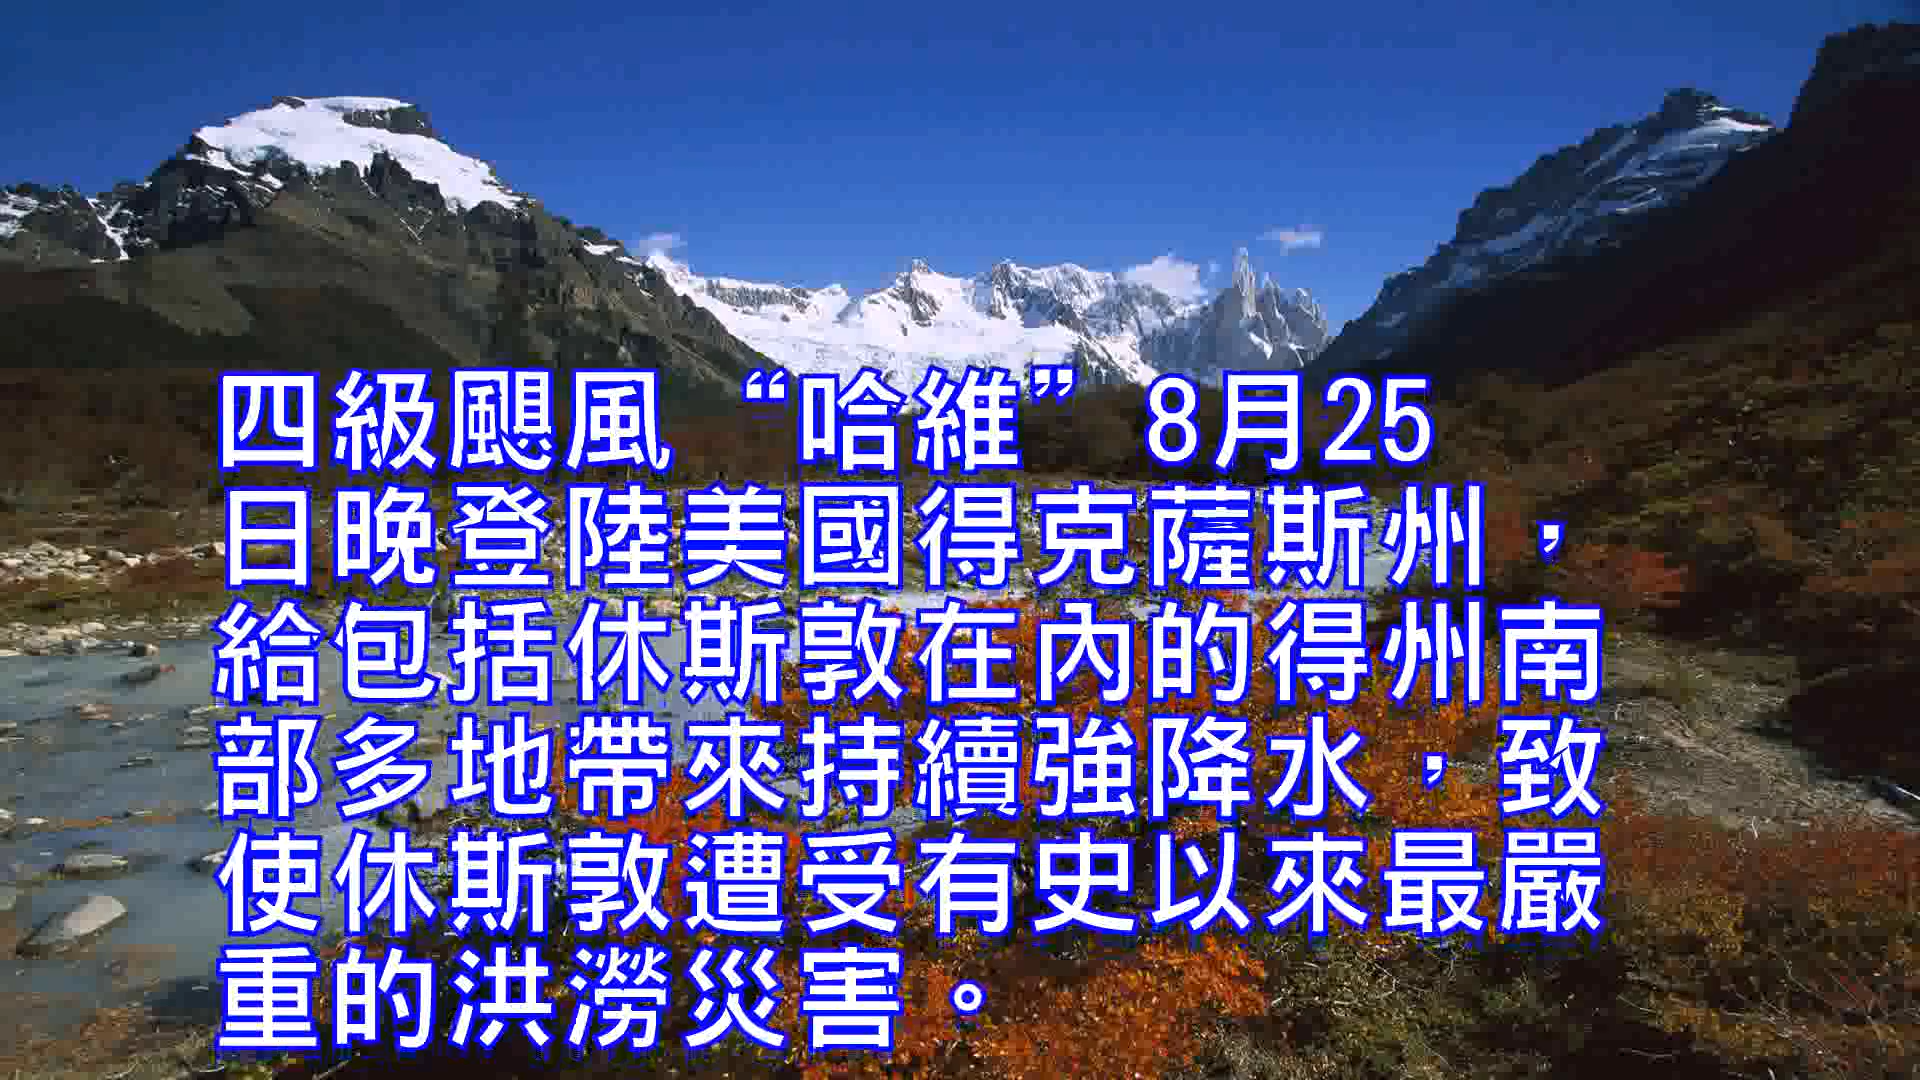 四級颶風“哈維”8月25
日晚登陸美國得克薩斯州，
給包括休斯敦在內的得州南
部多地帶來持續強降水，致
使休斯敦遭受有史以來最嚴
重的洪澇災害。